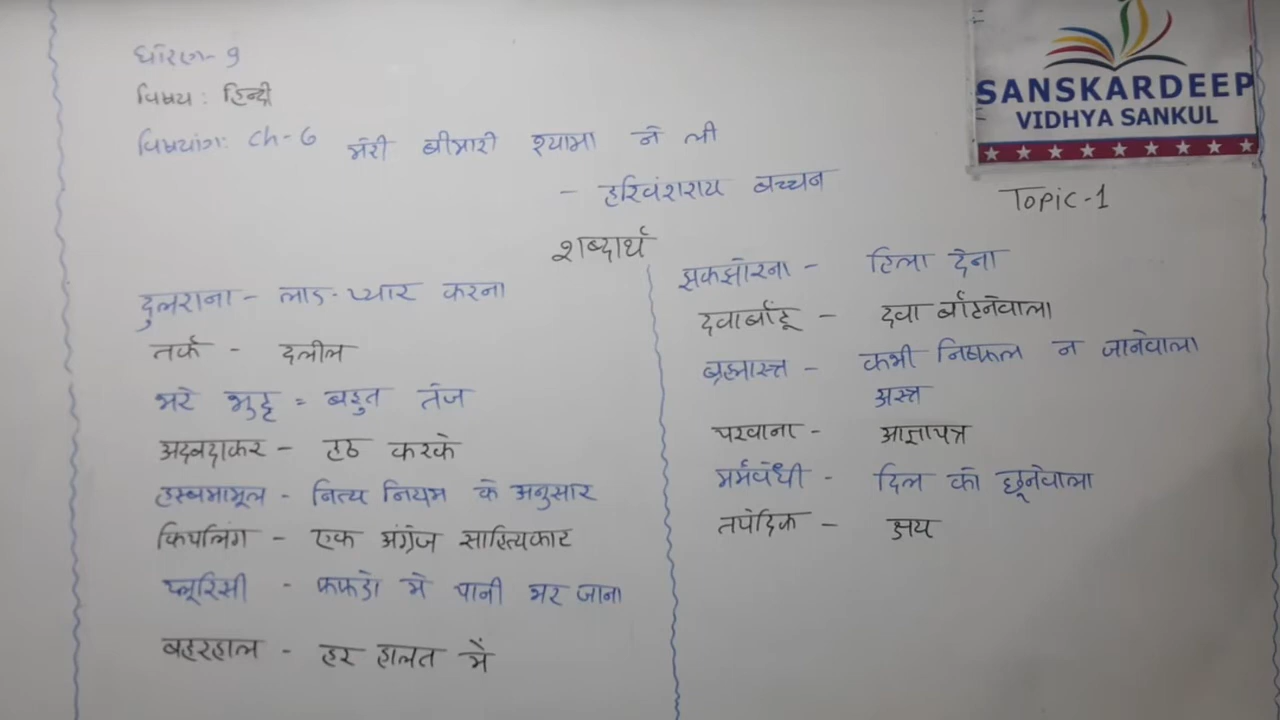 धोरण-9
विषय: हिन्दी
विषयांग: Ch-6 मेरी बीमारी श्यामा ने ली
- हरिवंशराय बच्चन
SANSKARDEEP
VIDHYA SANKUL
Topic-1
शब्दार्थ
दुलराना - लाड-प्यार करना
तर्क - दलील
भरे भुट्ट = बहुत तेज
अदबदाकर - हठ करके
हस्बमामूल - नित्य नियम के अनुसार
किपलिंग - एक अंग्रेज साहित्यकार
प्लूरिसी - फेफडो मे पानी भर जाना
बहरहाल - हर हालत में
झकझोरना - हिला देना
दवाबाँटू - दवा बाँटनेवाला
ब्रह्मास्त्र - कभी निष्फल न जानेवाला
अस्त्र
परवाना - आज्ञापत्र
मर्मवेधी - दिल को छूनेवाला
तपेदिक - क्षय